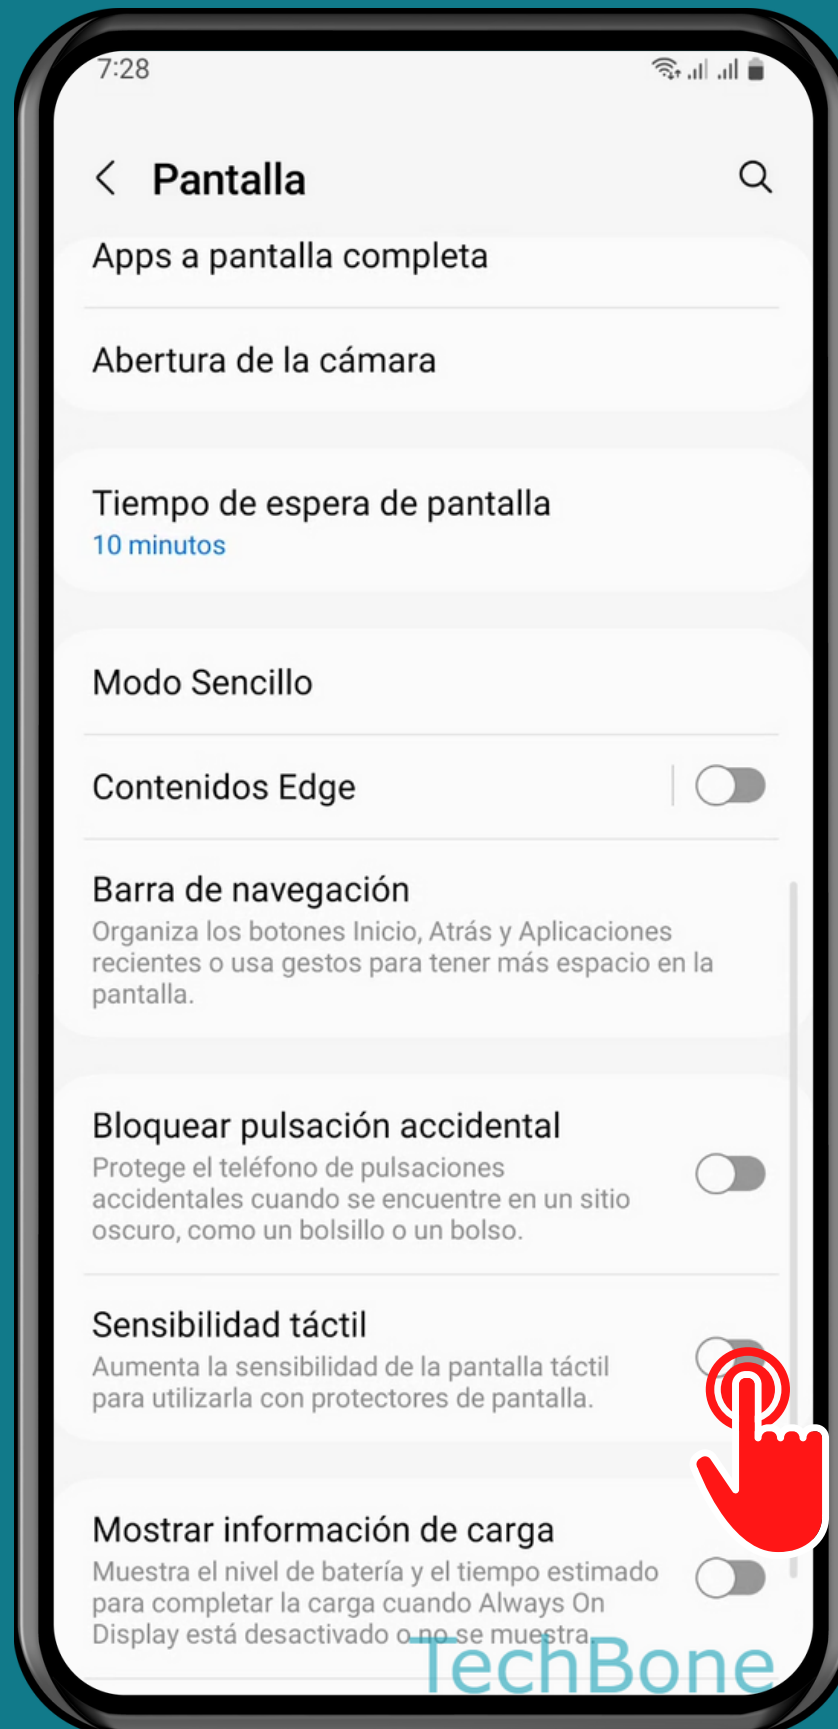 7:28
Pantalla
Apps a pantalla completa
Abertura de la cámara
Tiempo de espera de pantalla
10 minutos
Modo Sencillo
Contenidos Edge
Barra de navegación
Organiza los botones Inicio, Atrás y Aplicaciones
recientes o usa gestos para tener más espacio en la
pantalla.
Bloquear pulsación accidental
Protege el teléfono de pulsaciones
accidentales cuando se encuentre en un sitio
oscuro, como un bolsillo o un bolso.
Sensibilidad táctil
Aumenta la sensibilidad de la pantalla táctil
para utilizarla con protectores de pantalla.
Mostrar información de carga
Muestra el nivel de batería y el tiempo estimado
para completar la carga cuando Always On
Display está desactivado o no se muestra.
TechBone